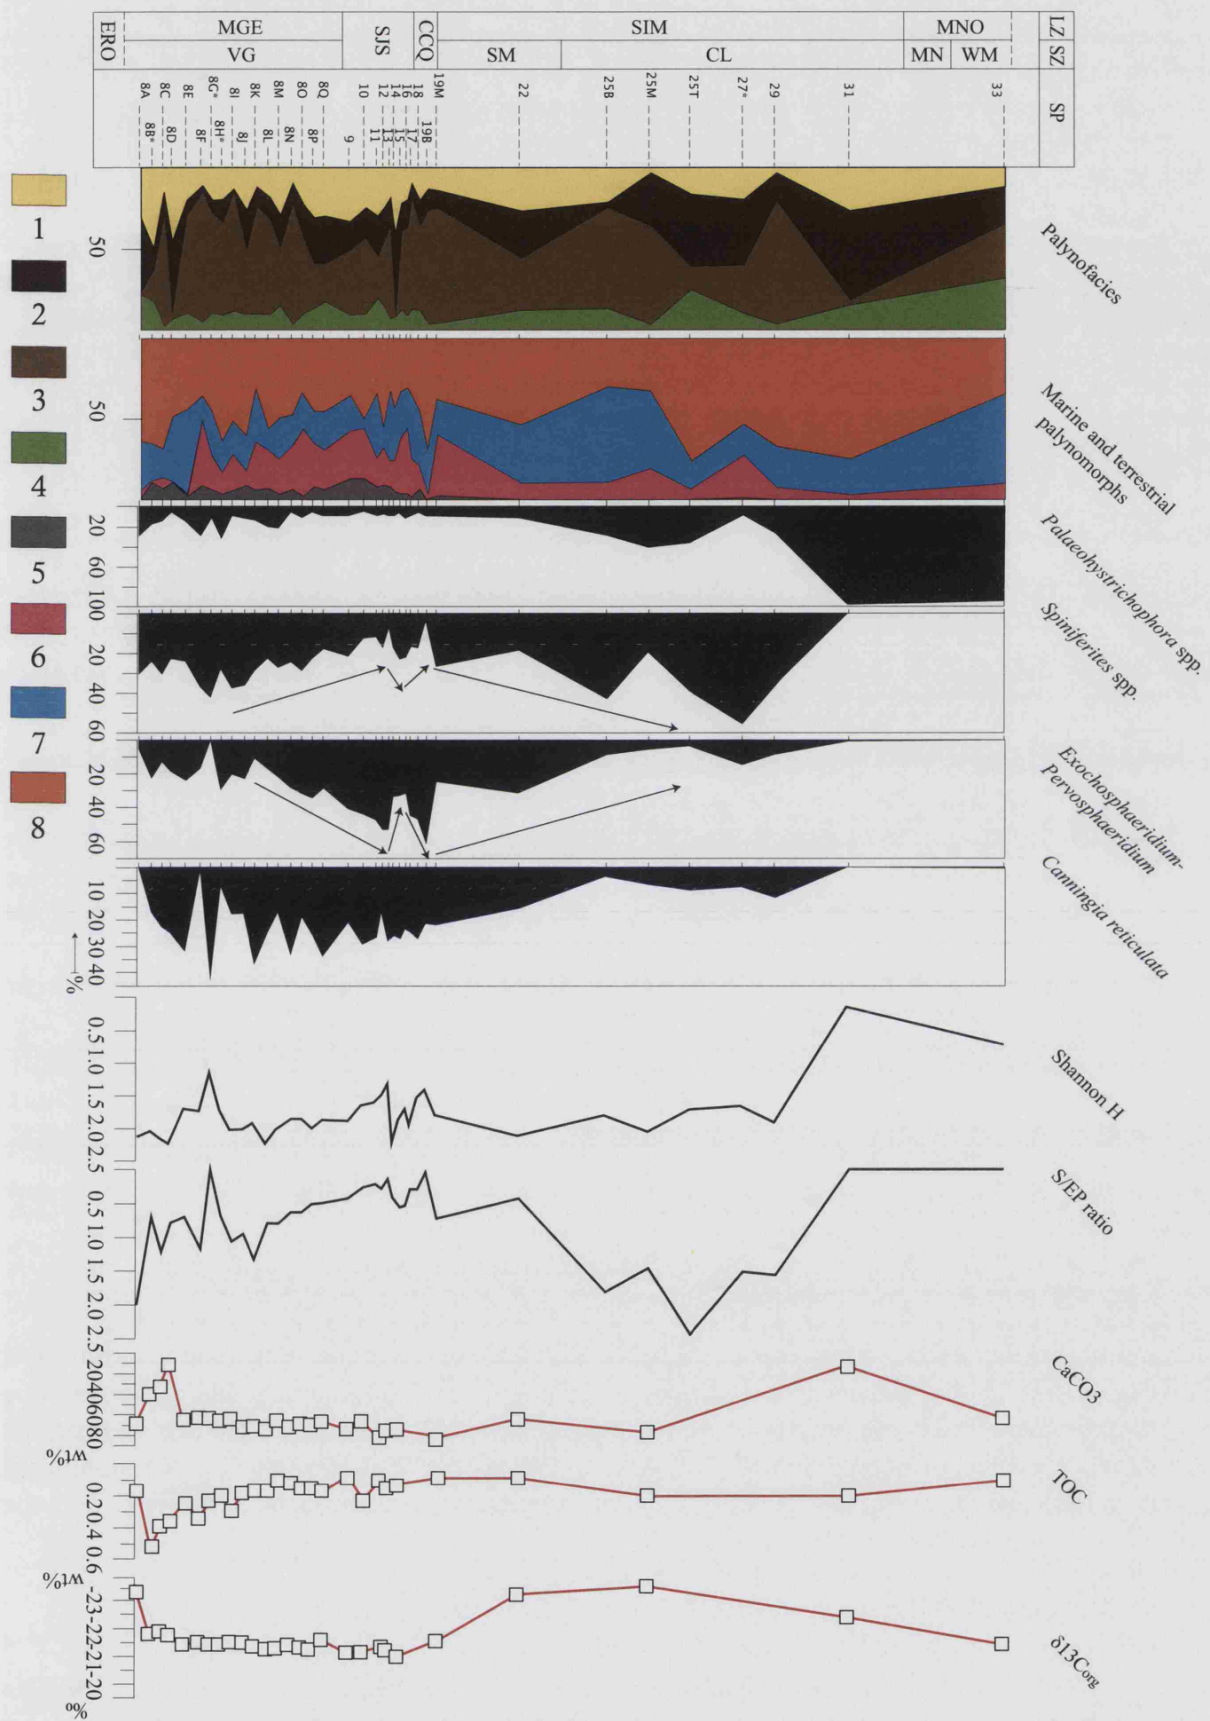 ERO
MGE
SJS
CCQ
SIM
MNO
LZ
VG
SM
CL
MN
WM
SZ
8A
8B*
8C
8D
8E
8F
8G*
8H*
8I
8J
8K
8L
8M
8N
8O
8P
8Q
9
10
11
12
13
14
15
16
17
18
19B
19M
22
25B
25M
25T
27*
29
31
33
SP
1
2
3
4
5
6
7
8
50
Palynofacies
50
Marine and terrestrial
palynomorphs
20
60
100
Palaeohystrichophora spp.
20
40
60
Spiniferites spp.
20
40
60
Exochosphaeridium-
Pervosphaeridium
10
20
30
40
%
Canningia reticulata
0.5
1.0
1.5
2.0
2.5
Shannon H
0.5
1.0
1.5
2.0
2.5
S/EP ratio
20
40
60
80
wt%
CaCO3
0.2
0.4
0.6
wt%
TOC
-23
-22
-21
-20
‰
δ13Corg